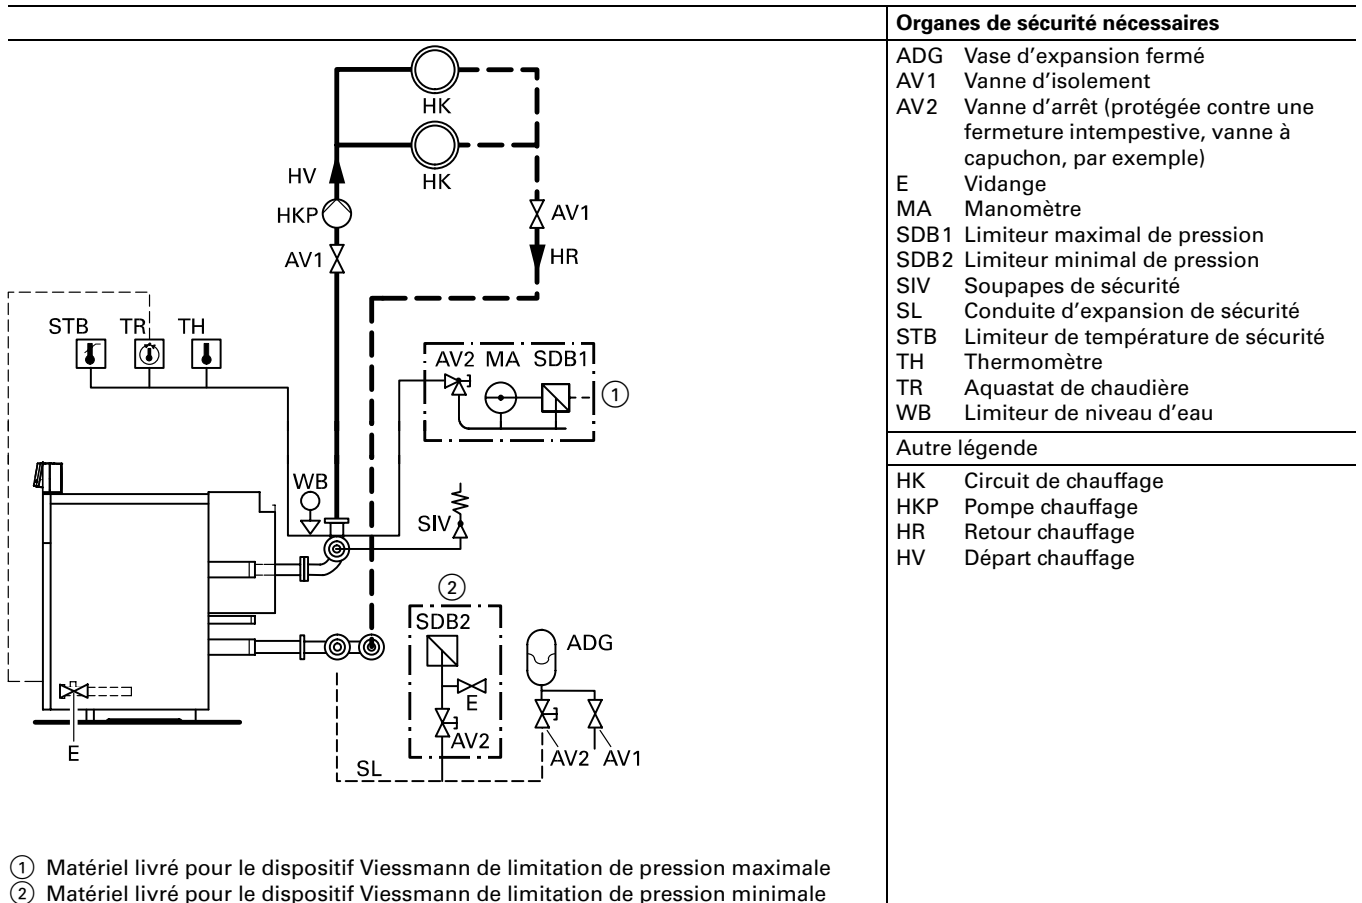 Organes de sécurité nécessaires
ADG Vase d'expansion fermé
AV1 Vanne d'isolement
AV2 Vanne d'arrêt (protégée contre une
fermeture intempestive, vanne à
capuchon, par exemple)
E Vidange
MA Manomètre
SDB1 Limiteur maximal de pression
SDB2 Limiteur minimal de pression
SIV Soupapes de sécurité
SL Conduite d'expansion de sécurité
STB Limiteur de température de sécurité
TH Thermomètre
TR Aquastat de chaudière
WB Limiteur de niveau d'eau
Autre légende
HK Circuit de chauffage
HKP Pompe chauffage
HR Retour chauffage
HV Départ chauffage
HK
HK
HV
HKP
AV1
AV1
HR
STB TR TH
AV2 MA SDB1
①
WB
SIV
②
SDB2
ADG
E
AV2
AV2 AV1
E
SL
① Matériel livré pour le dispositif Viessmann de limitation de pression maximale
② Matériel livré pour le dispositif Viessmann de limitation de pression minimale